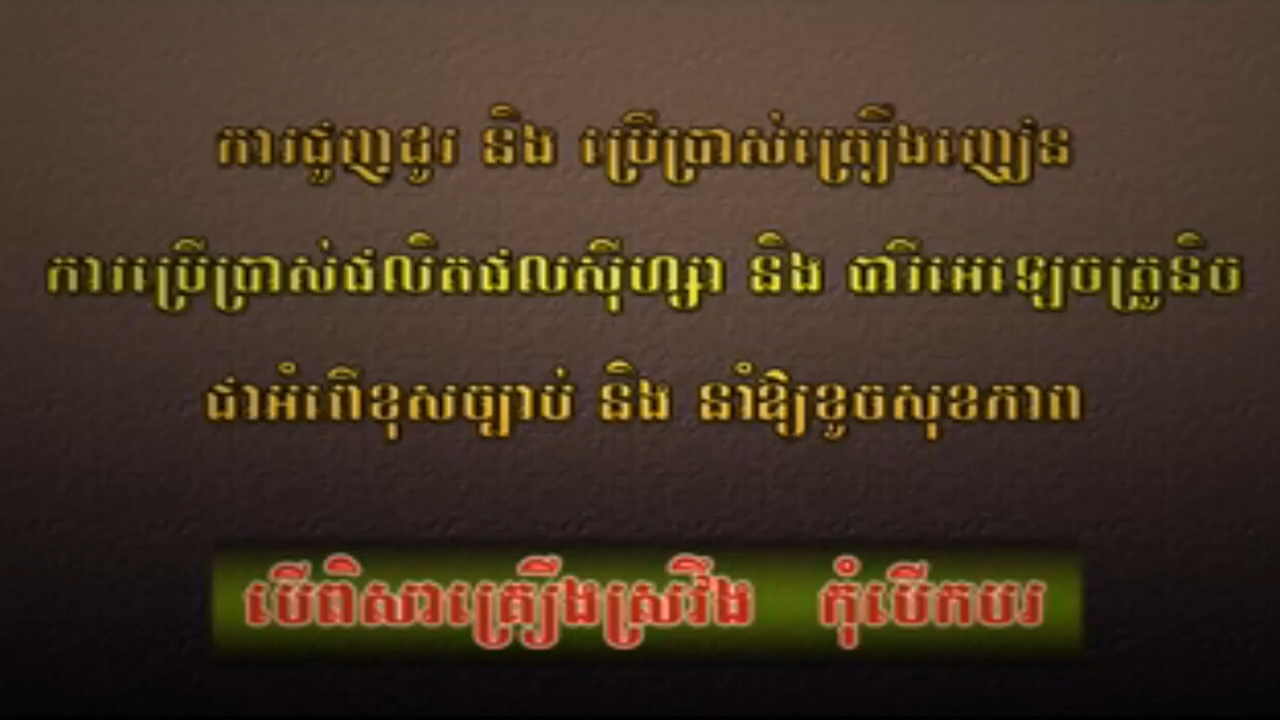 ការជួញដូរ និង ប្រើប្រាស់គ្រឿងញៀន
ការប្រើប្រាស់ផលិតផលស៊ីហ្សា និង បារីអេឡេចត្រូនិច
ជាអំពើខុសច្បាប់ និង នាំឱ្យខូចសុខភាព
បើពិសាគ្រឿងស្រវឹង កុំបើកបរ